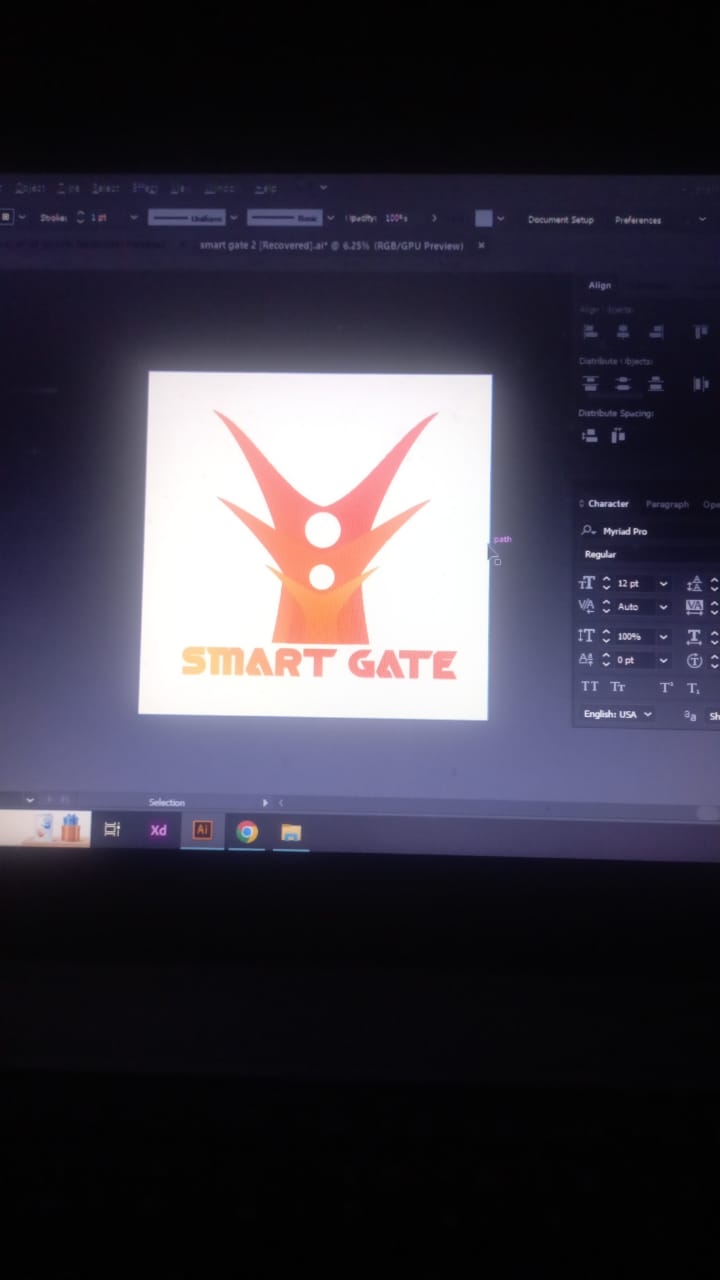 Object Type Select Effect View Window Help
Stroke: 1 pt Uniform Basic Opacity: 100% Document Setup Preferences
smart gate 2 [Recovered].ai* @ 6.25% (RGB/GPU Preview) ×
Align
Align Objects:
Distribute Objects:
Distribute Spacing:
Character Paragraph Ope
Myriad Pro
Regular
path
12 pt
Auto
100%
0 pt
TT Tr T¹ T₁
English: USA aa Sh
SMART GATE
Selection
Xd Ai